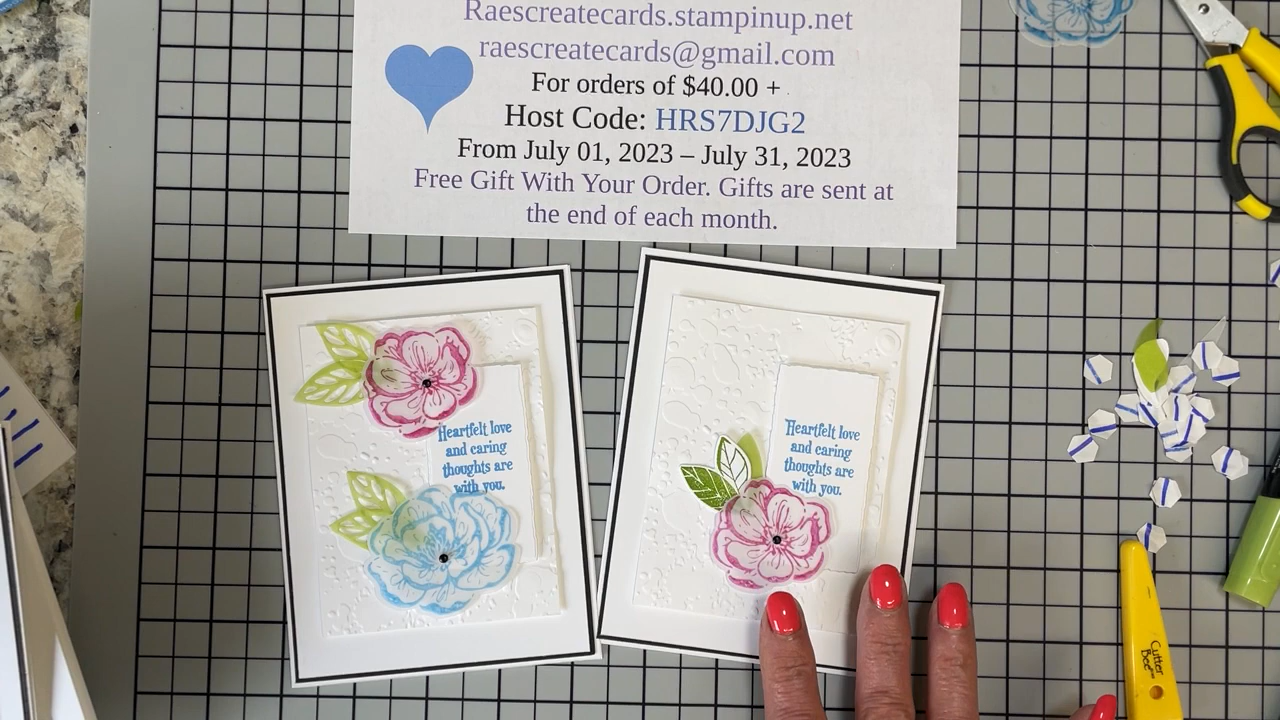 Raescreatecards.stampinup.net
raescreatecards@gmail.com
For orders of $40.00 +
Host Code: HRS7DJG2
From July 01, 2023 – July 31, 2023
Free Gift With Your Order. Gifts are sent at
the end of each month.
Heartfelt love
and caring
thoughts are
with you.
Heartfelt love
and caring
thoughts are
with you.
Cutter
Bee